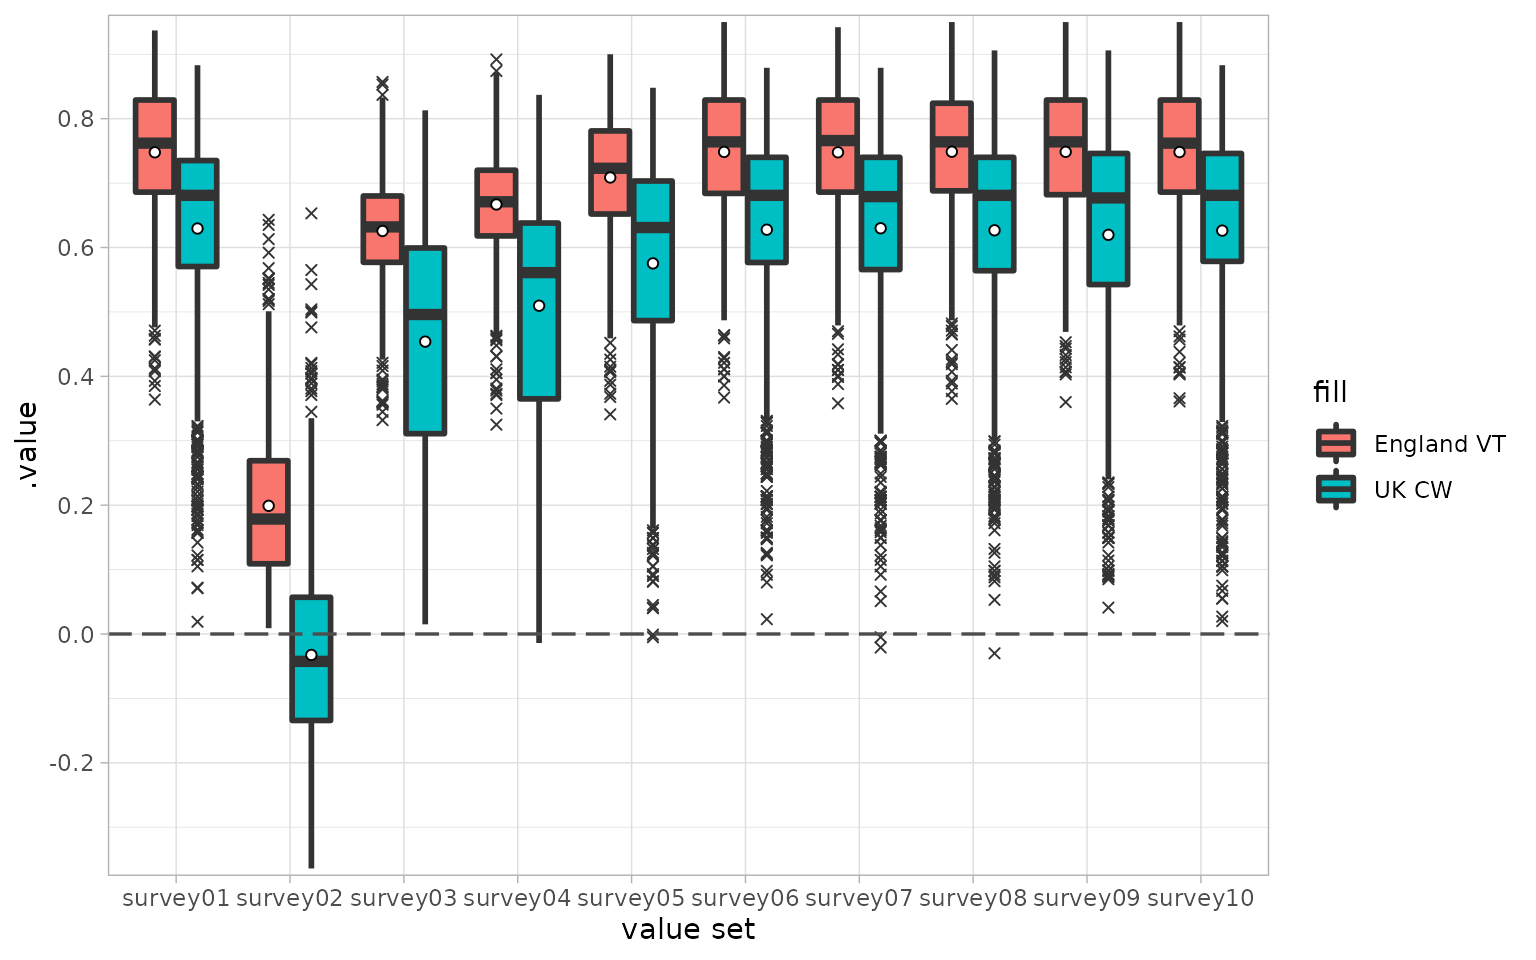 0.8
0.6
0.4
0.2
0.0
-0.2
.value
survey01 survey02 survey03 survey04 survey05 survey06 survey07 survey08 survey09 survey10
value set
fill
England VT
UK CW